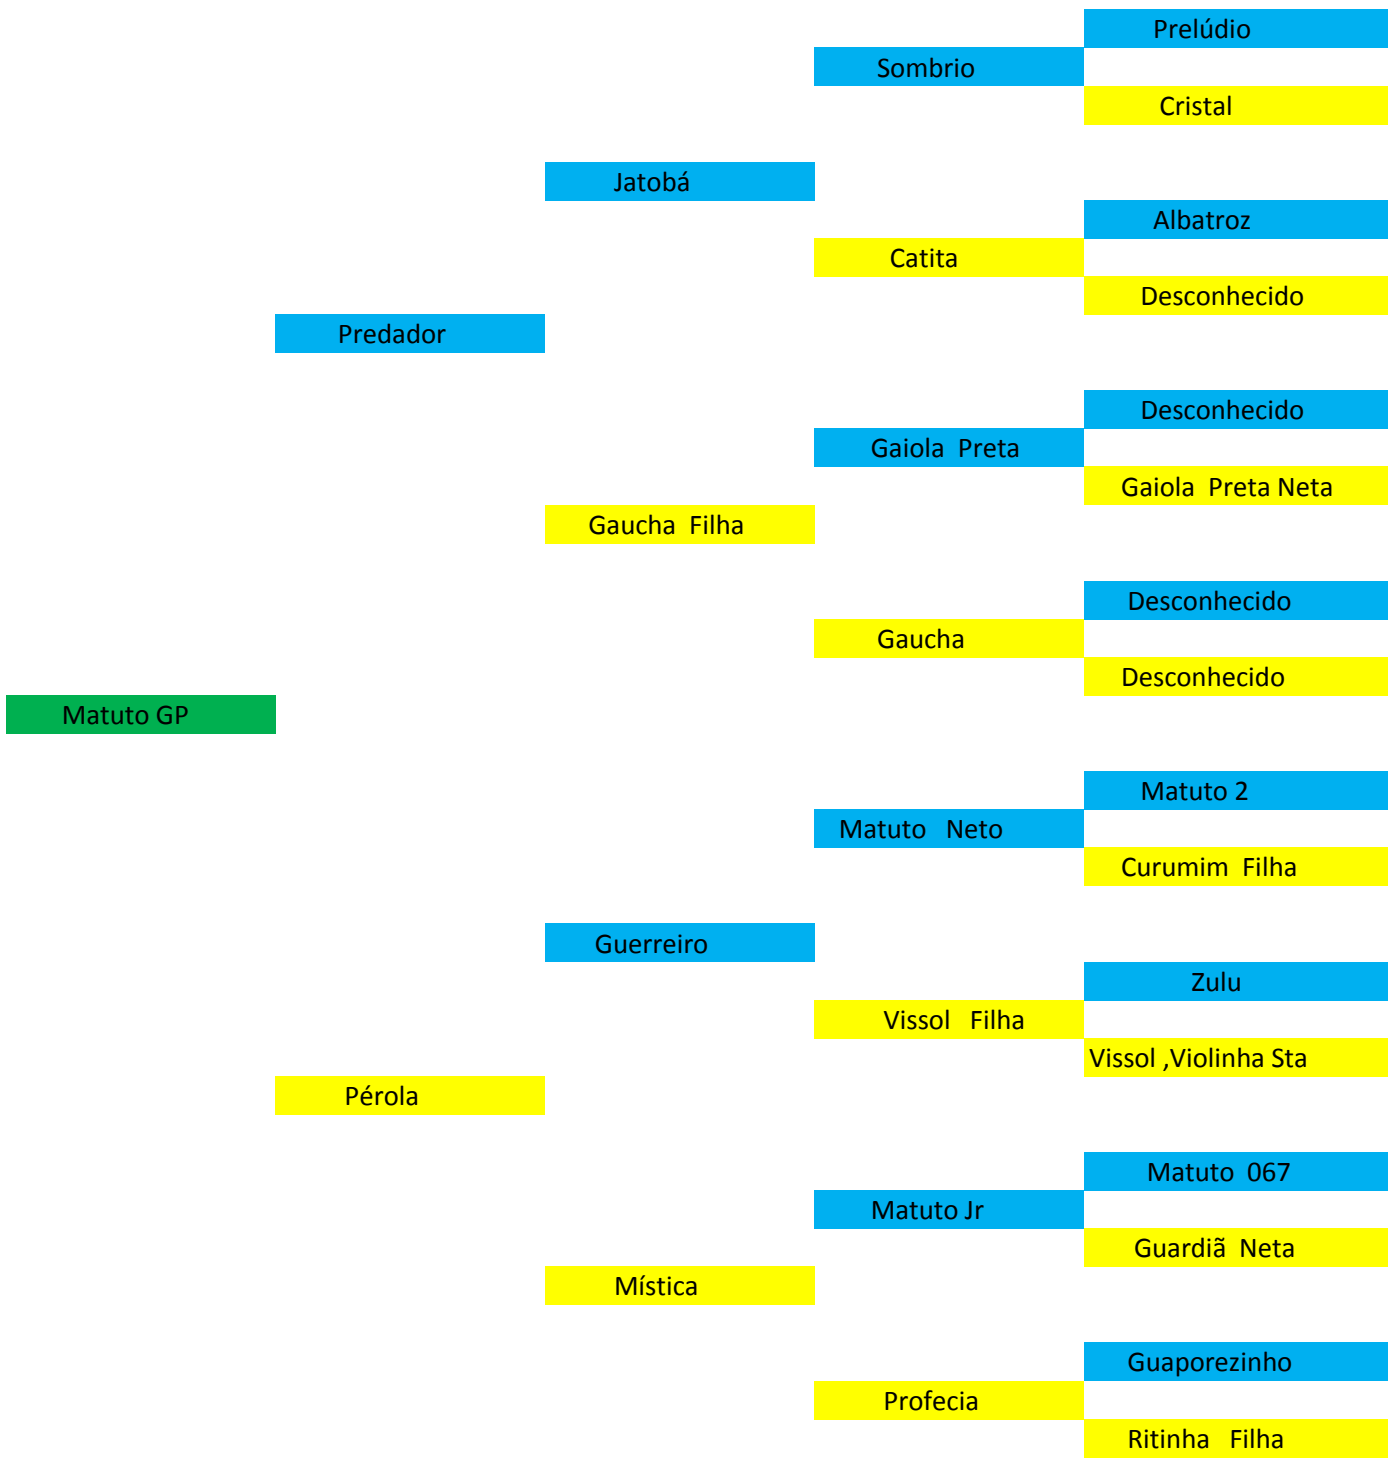 Prelúdio
Sombrio
Cristal
Jatobá
Albatroz
Catita
Desconhecido
Predador
Desconhecido
Gaiola Preta
Gaiola Preta Neta
Gaucha Filha
Desconhecido
Gaucha
Desconhecido
Matuto GP
Matuto 2
Matuto Neto
Curumim Filha
Guerreiro
Zulu
Vissol Filha
Vissol ,Violinha Sta
Pérola
Matuto 067
Matuto Jr
Guardiã Neta
Mística
Guaporezinho
Profecia
Ritinha Filha